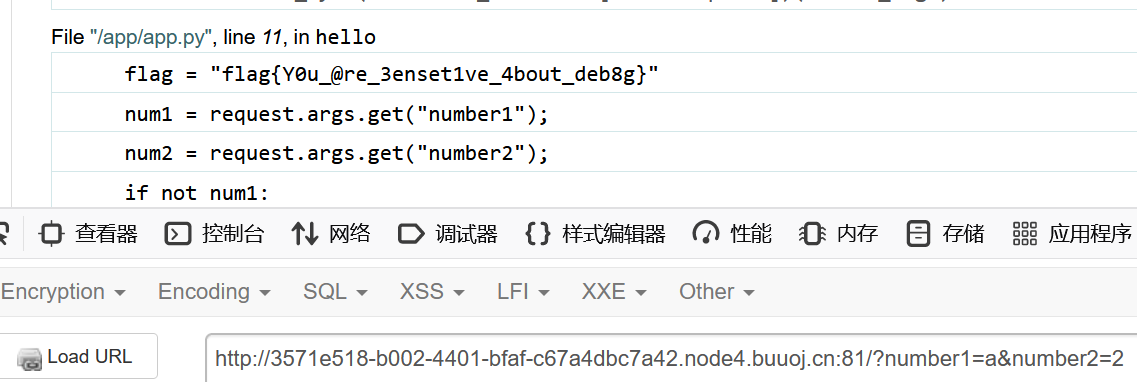 File "/app/app.py", line 11, in hello
flag = "flag{Y0u_@re_3enset1ve_4bout_deb8g}"
num1 = request.args.get("number1");
num2 = request.args.get("number2");
if not num1:
查看器 控制台 网络 调试器 样式编辑器 性能 内存 存储 应用程序
Encryption Encoding SQL XSS LFI XXE Other
Load URL
http://3571e518-b002-4401-bfaf-c67a4dbc7a42.node4.buuoj.cn:81/?number1=a&number2=2